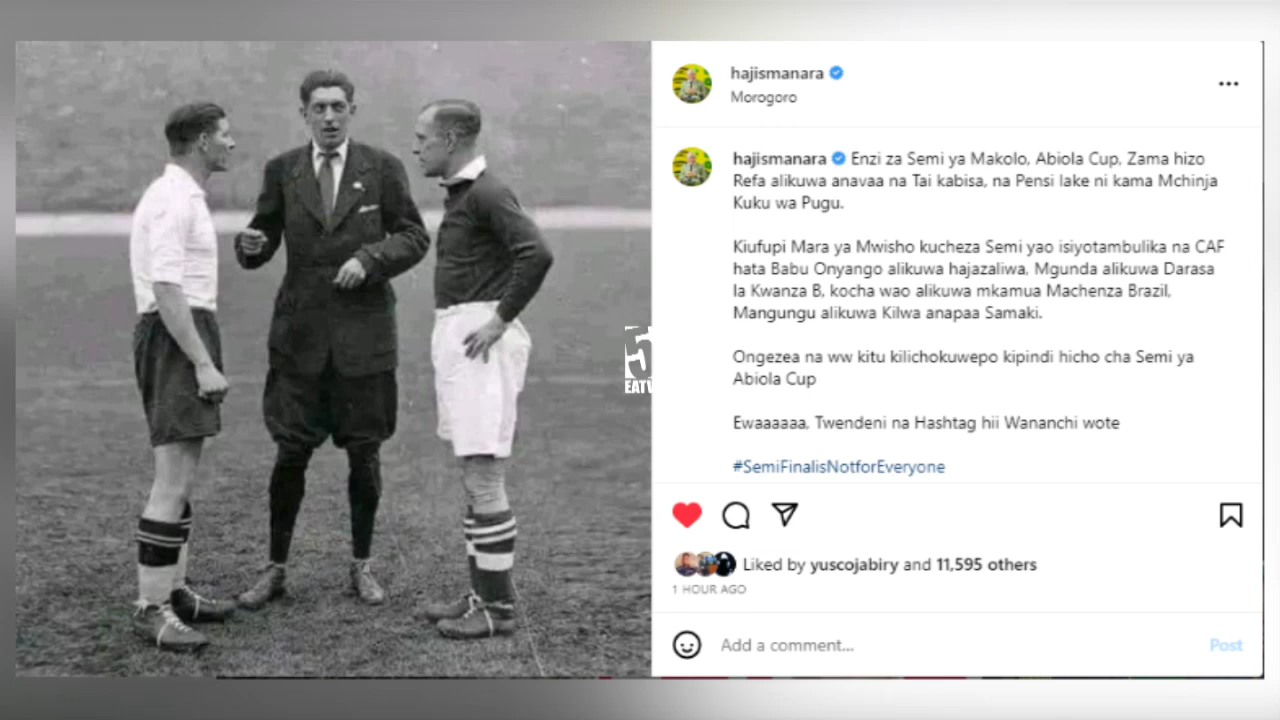 hajismanara
Morogoro
hajismanara Enzi za Semi ya Makolo, Abiola Cup, Zama hizo
Refa alikuwa anavaa na Tai kabisa, na Pensi lake ni kama Mchinja
Kuku wa Pugu.
Kiufupi Mara ya Mwisho kucheza Semi yao isiyotambulika na CAF
hata Babu Onyango alikuwa hajazaliwa, Mgunda alikuwa Darasa
la Kwanza B, kocha wao alikuwa mkamua Machenza Brazil,
Mangungu alikuwa Kilwa anapaa Samaki.
Ongezea na ww kitu kilichokuwepo kipindi hicho cha Semi ya
Abiola Cup
Ewaaaaaa, Twendeni na Hashtag hii Wananchi wote
#SemiFinalisNotforEveryone
5
EATV
Liked by yuscojabiry and 11,595 others
1 HOUR AGO
Add a comment...
Post